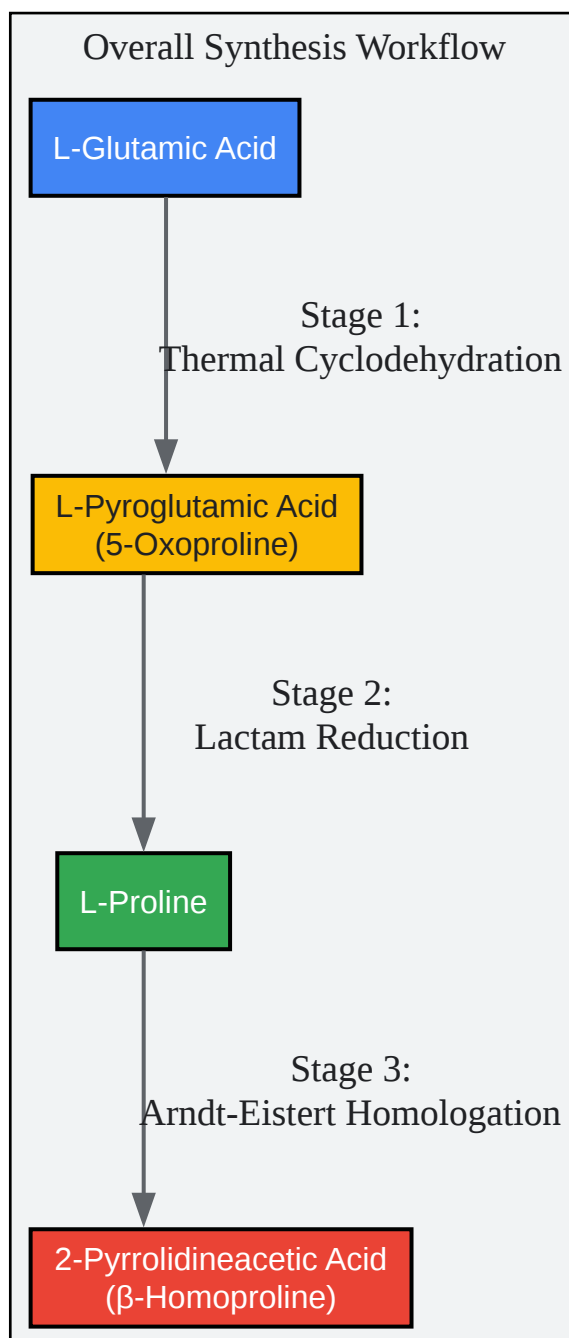 Overall Synthesis Workflow
L-Glutamic Acid
Stage 1:
Thermal Cyclodehydration
L-Pyroglutamic Acid
(5-Oxoproline)
Stage 2:
Lactam Reduction
L-Proline
Stage 3:
Arndt-Eistert Homologation
2-Pyrrolidineacetic Acid
(β-Homoproline)